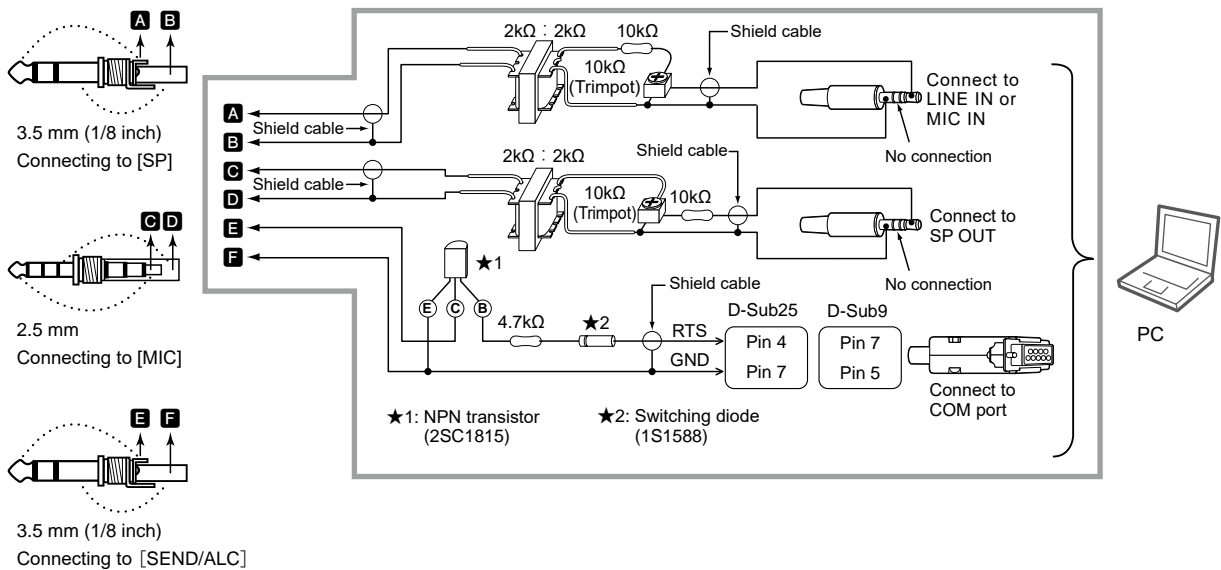 A B
3.5 mm (1/8 inch)
Connecting to [SP]
C D
2.5 mm
Connecting to [MIC]
E F
3.5 mm (1/8 inch)
Connecting to [SEND/ALC]
A
Shield cable
B
C
Shield cable
D
E
F
2kΩ : 2kΩ
10kΩ
Shield cable
10kΩ
(Trimpot)
Connect to
LINE IN or
MIC IN
No connection
2kΩ : 2kΩ
Shield cable
10kΩ
(Trimpot)
10kΩ
Connect to
SP OUT
No connection
★1
E C B
4.7kΩ
★2
Shield cable
RTS
GND
D-Sub25
Pin 4
Pin 7
D-Sub9
Pin 7
Pin 5
Connect to
COM port
★1: NPN transistor
(2SC1815)
★2: Switching diode
(1S1588)
PC